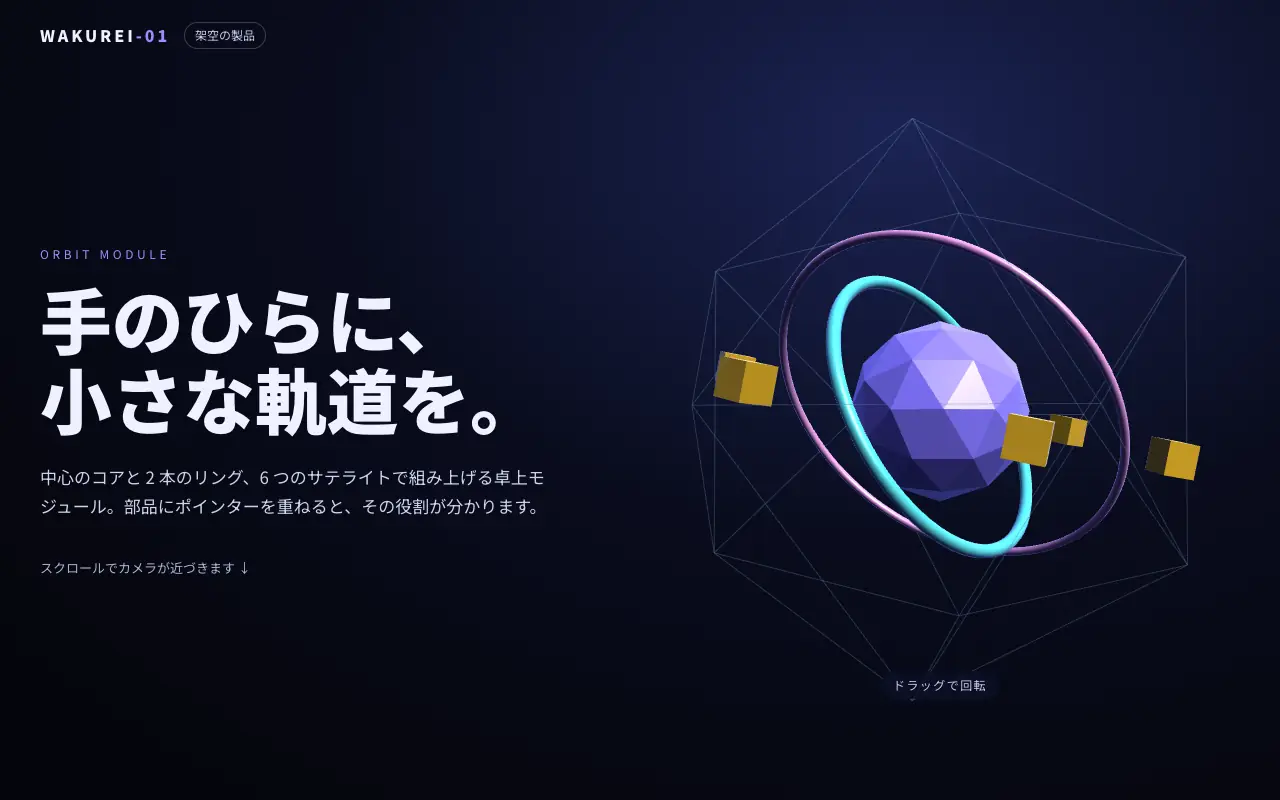 WAKUREI-01
架空の製品
ORBIT MODULE
手のひらに、
小さな軌道を。
中心のコアと 2 本のリング、6 つのサテライトで組み上げる卓上モ
ジュール。部品にポインターを重ねると、その役割が分かります。
スクロールでカメラが近づきます ↓
ドラッグで回転